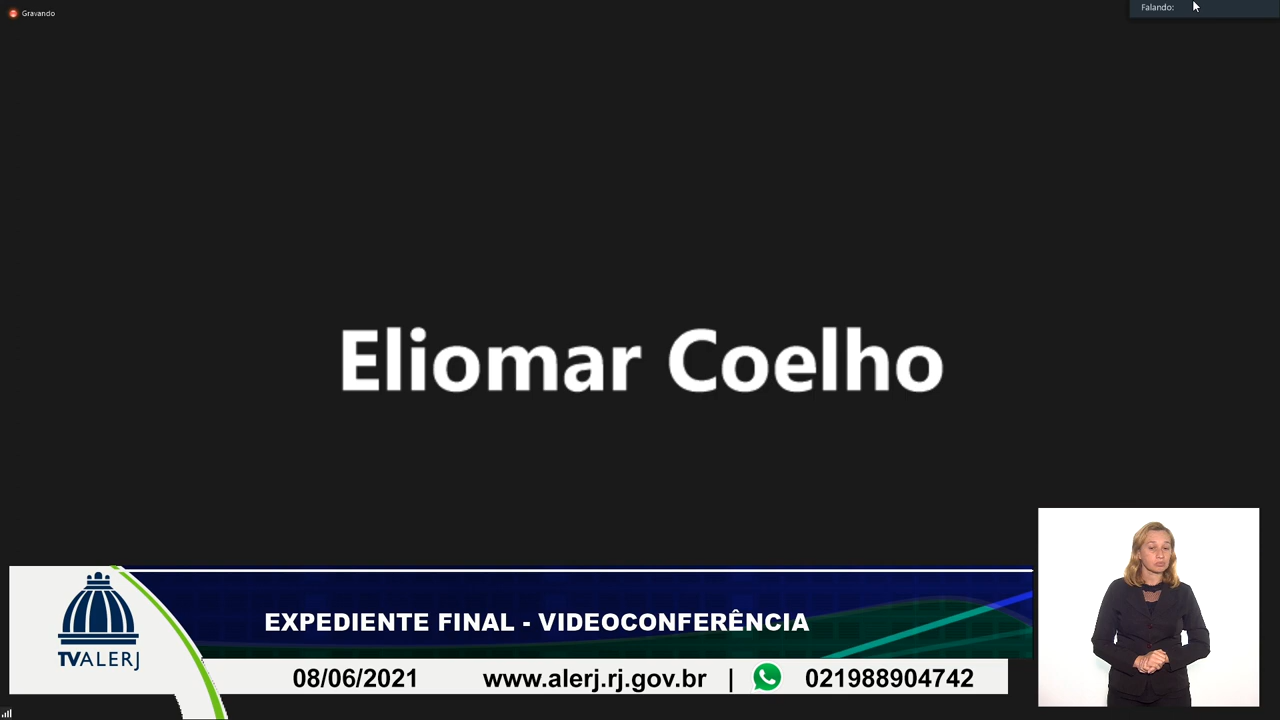 Gravando
Falando:
Eliomar Coelho
EXPEDIENTE FINAL - VIDEOCONFERÊNCIA
TVALERJ
08/06/2021 www.alerj.rj.gov.br | 021988904742